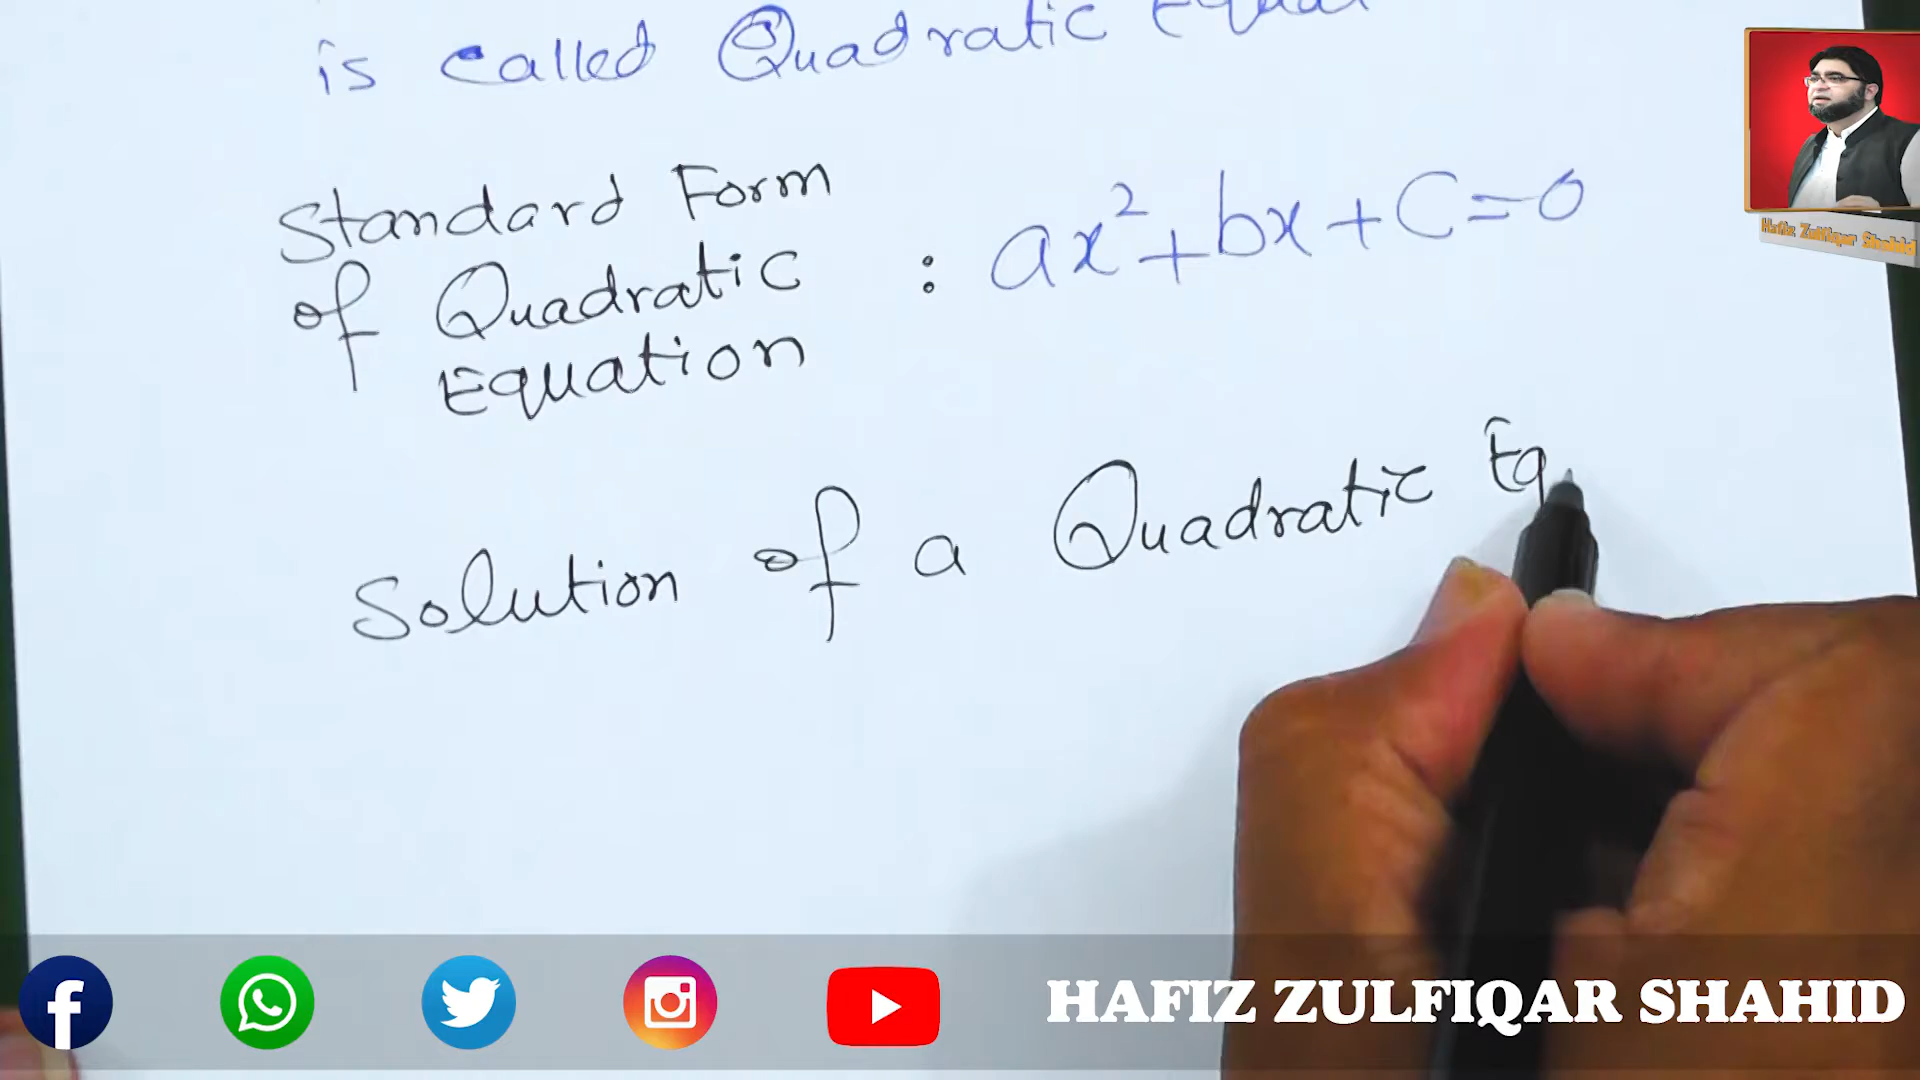 is called Quadratic
Standard Form
of Quadratic : ax²+bx+c=0
Equation
Solution of a Quadratic Eq
Hafiz Zulfiqar Shahid
HAFIZ ZULFIQAR SHAHID